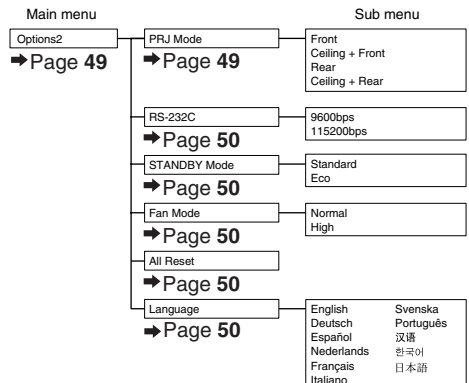 Main menu
Sub menu
Options2
➡Page 49
PRJ Mode
➡Page 49
Front
Ceiling + Front
Rear
Ceiling + Rear
RS-232C
➡Page 50
9600bps
115200bps
STANDBY Mode
➡Page 50
Standard
Eco
Fan Mode
➡Page 50
Normal
High
All Reset
➡Page 50
Language
➡Page 50
English Svenska
Deutsch Português
Español 汉语
Nederlands 한국어
Français 日本語
Italiano